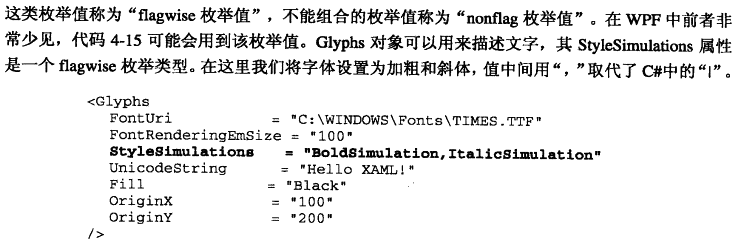 这类枚举值称为“flagwise 枚举值”，不能组合的枚举值称为“nonflag 枚举值”。在 WPF 中前者非
常少见，代码 4-15 可能会用到该枚举值。Glyphs 对象可以用来描述文字，其 StyleSimulations 属性
是一个 flagwise 枚举类型。在这里我们将字体设置为加粗和斜体，值中间用“，”取代了 C#中的“|”。
<Glyphs
FontUri = "C:\WINDOWS\Fonts\TIMES.TTF"
FontRenderingEmSize = "100"
StyleSimulations = "BoldSimulation,ItalicSimulation"
UnicodeString = "Hello XAML!"
Fill = "Black"
OriginX = "100"
OriginY = "200"
/>